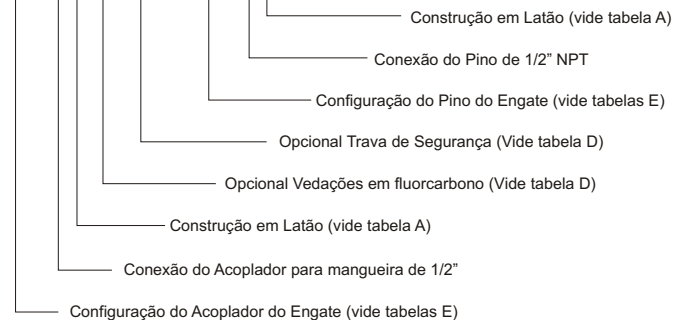 Construção em Latão (vide tabela A)
Conexão do Pino de 1/2” NPT
Configuração do Pino do Engate (vide tabelas E)
Opcional Trava de Segurança (Vide tabela D)
Opcional Vedações em fluorcarbono (Vide tabela D)
Construção em Latão (vide tabela A)
Conexão do Acoplador para mangueira de 1/2”
Configuração do Acoplador do Engate (vide tabelas E)